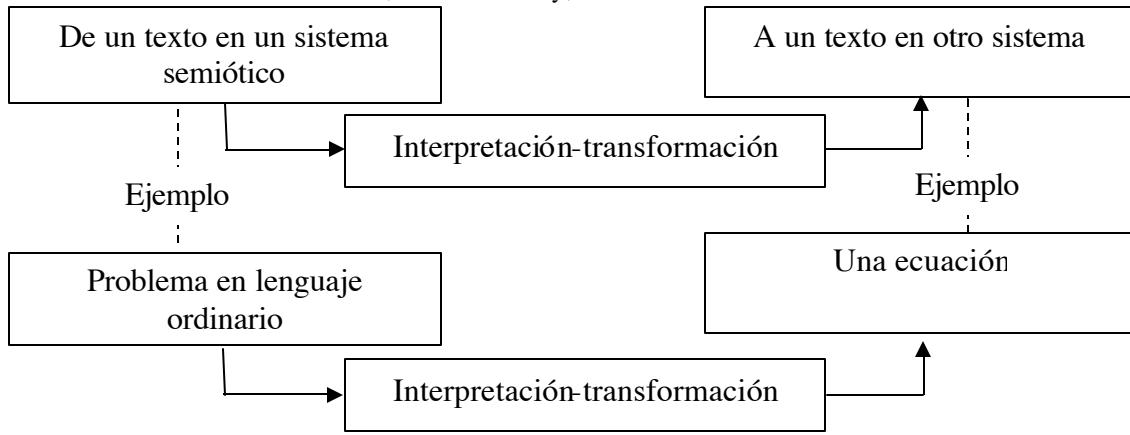 De un texto en un sistema
semiótico
A un texto en otro sistema
Interpretación-transformación
Ejemplo
Ejemplo
Problema en lenguaje
ordinario
Una ecuación
Interpretación-transformación